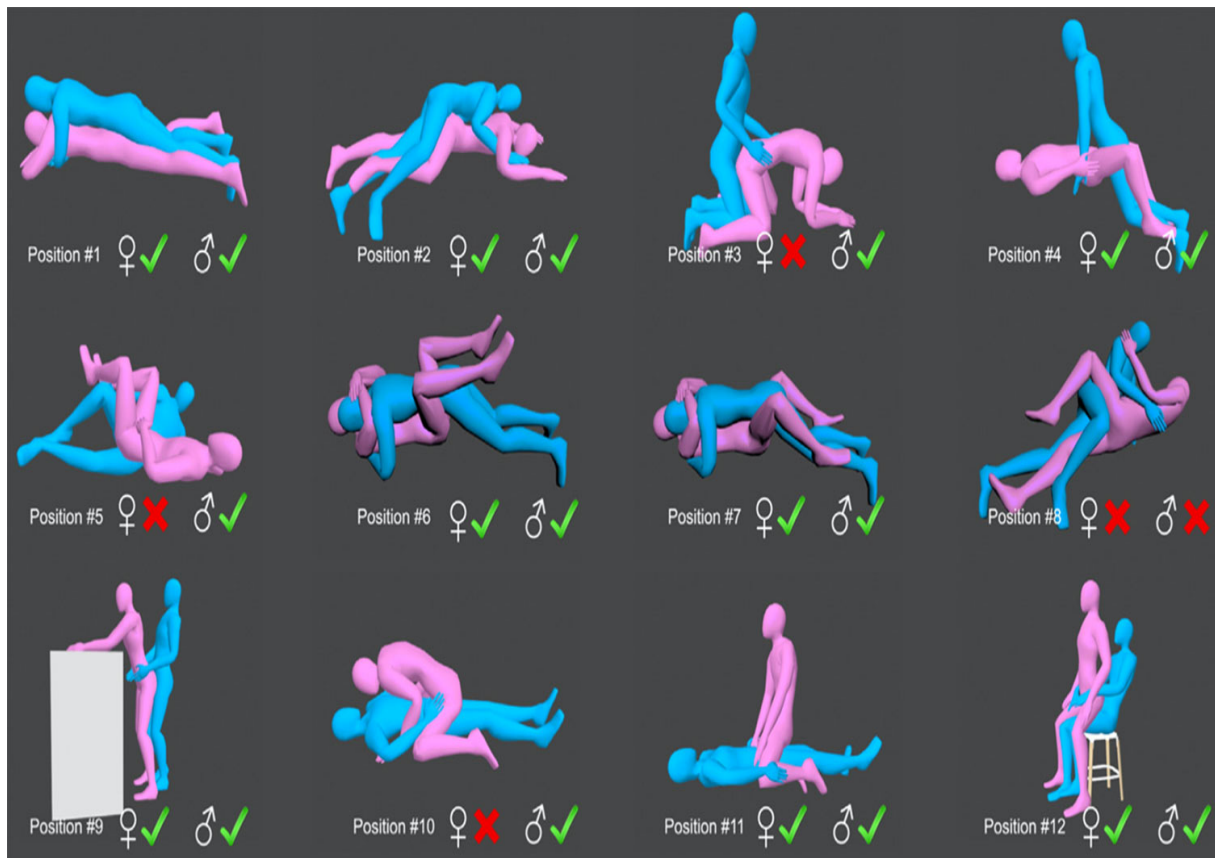 Position #1 ♀ ✓ ♂ ✓
Position #2 ♀ ✓ ♂ ✓
Position #3 ♀ ✗ ♂ ✓
Position #4 ♀ ✓ ♂ ✓
Position #5 ♀ ✗ ♂ ✓
Position #6 ♀ ✓ ♂ ✓
Position #7 ♀ ✓ ♂ ✓
Position #8 ♀ ✗ ♂ ✗
Position #9 ♀ ✓ ♂ ✓
Position #10 ♀ ✗ ♂ ✓
Position #11 ♀ ✓ ♂ ✓
Position #12 ♀ ✓ ♂ ✓